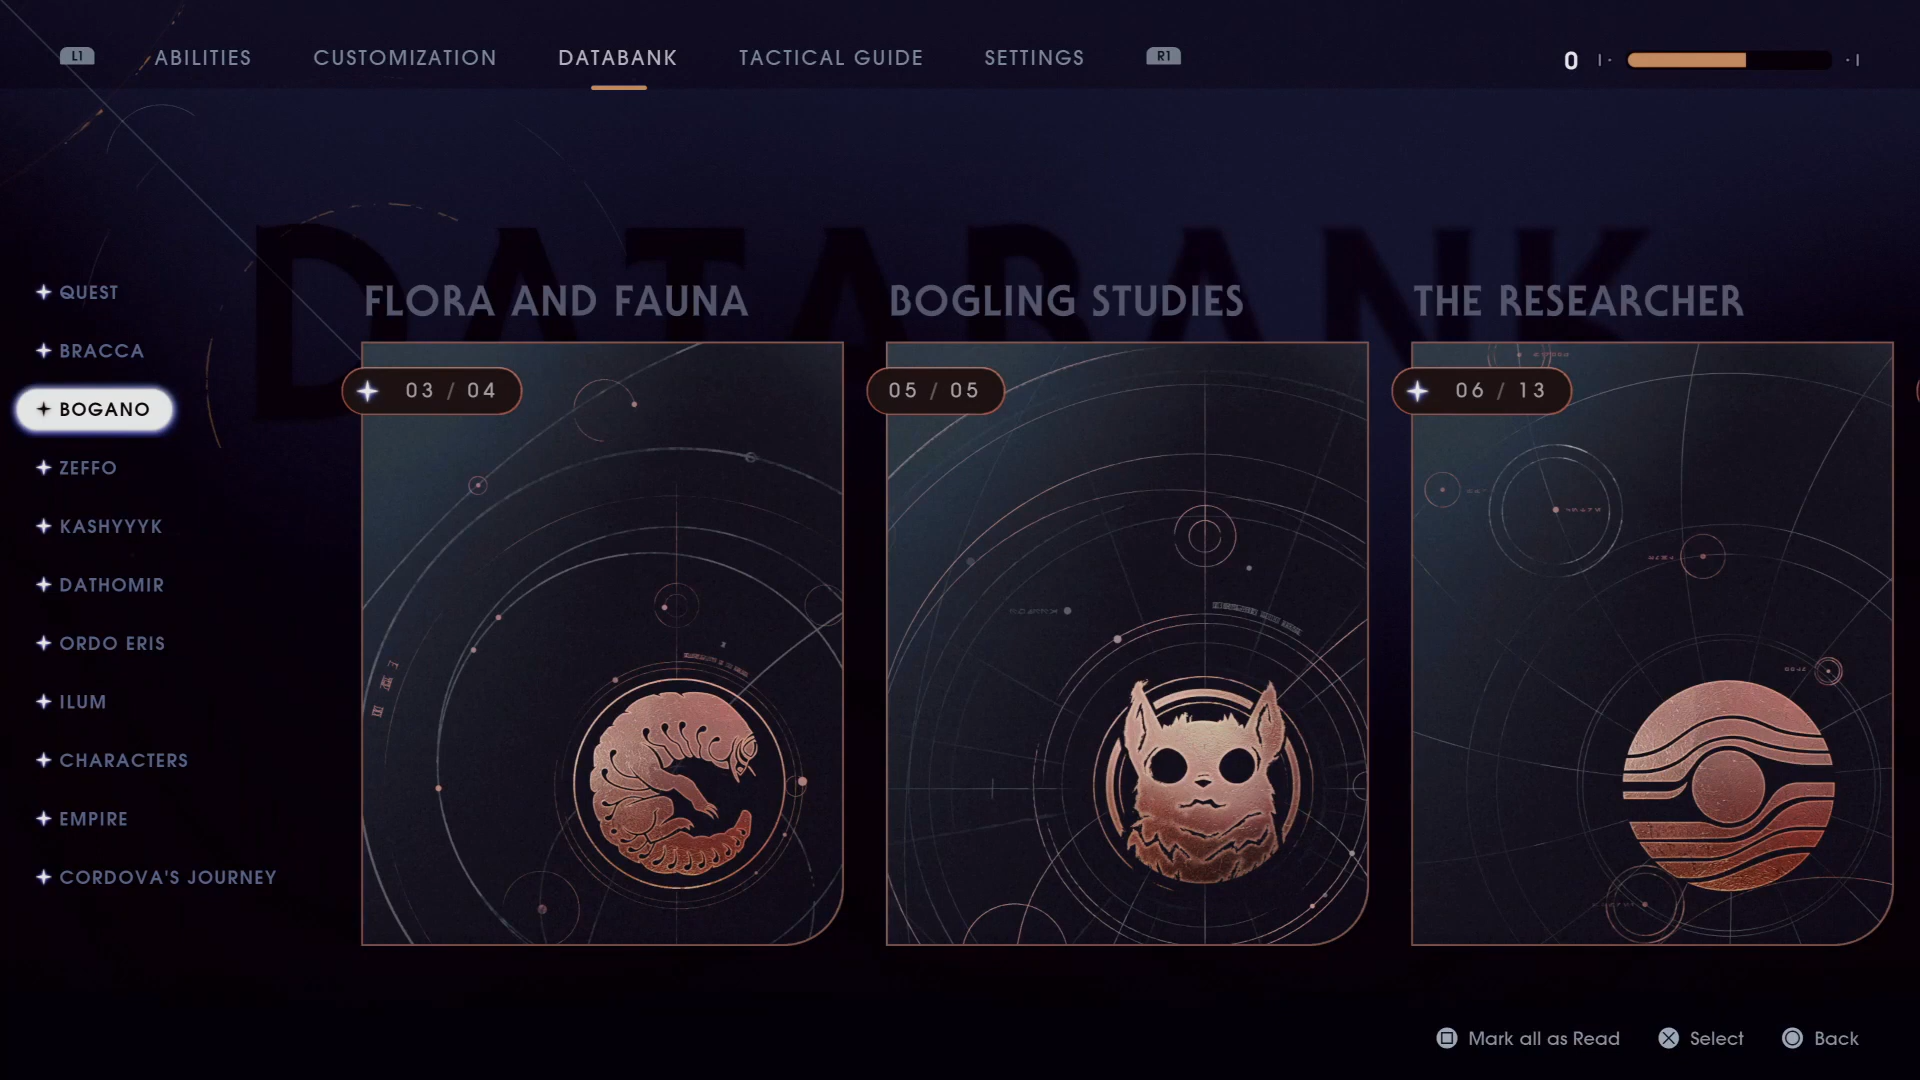 L1 ABILITIES CUSTOMIZATION DATABANK TACTICAL GUIDE SETTINGS R1 0
DATABANK
QUEST
BRACCA
BOGANO
ZEFFO
KASHYYYK
DATHOMIR
ORDO ERIS
ILUM
CHARACTERS
EMPIRE
CORDOVA'S JOURNEY
FLORA AND FAUNA
03 / 04
BOGLING STUDIES
05 / 05
THE RESEARCHER
06 / 13
Mark all as Read Select Back